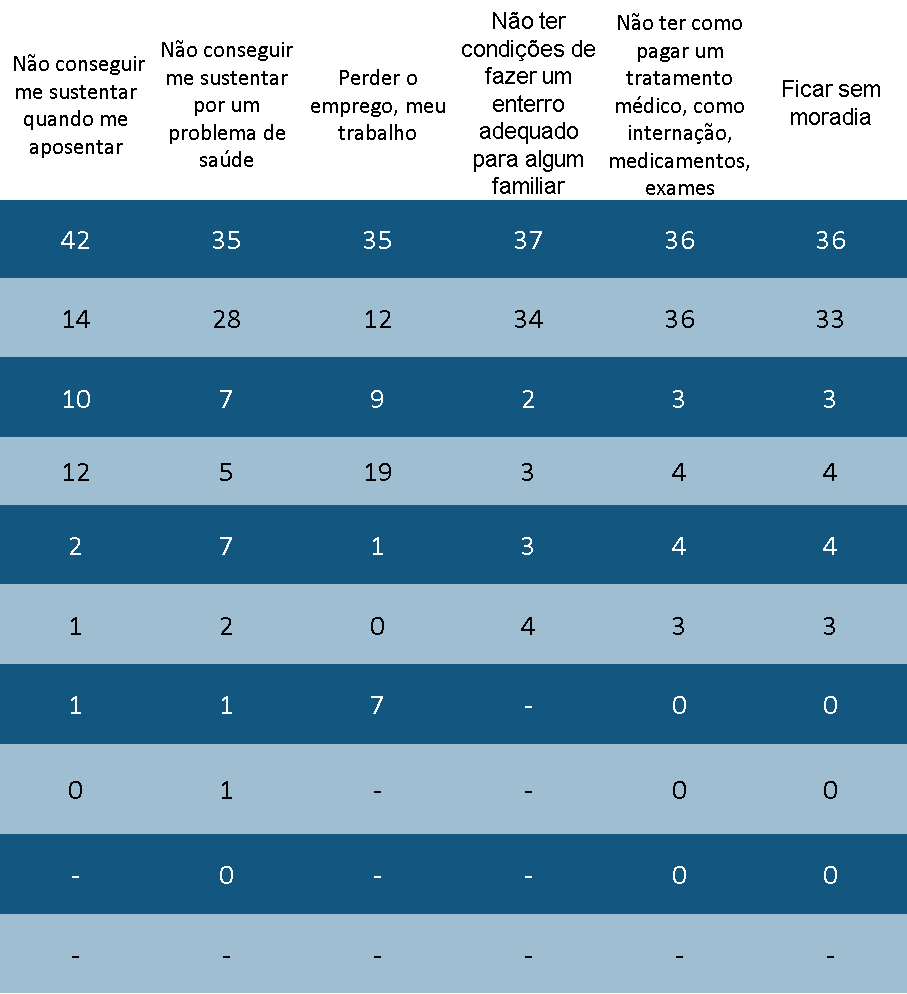 Não conseguir
me sustentar
quando me
aposentar
Não conseguir
me sustentar
por um
problema de
saúde
Perder o
emprego, meu
trabalho
Não ter
condições de
fazer um
enterro
adequado
para algum
familiar
Não ter como
pagar um
tratamento
médico, como
internação,
medicamentos,
exames
Ficar sem
moradia
42 35 35 37 36 36
14 28 12 34 36 33
10 7 9 2 3 3
12 5 19 3 4 4
2 7 1 3 4 4
1 2 0 4 3 3
1 1 7 - 0 0
0 1 - - 0 0
- 0 - - 0 0
- - - - - -